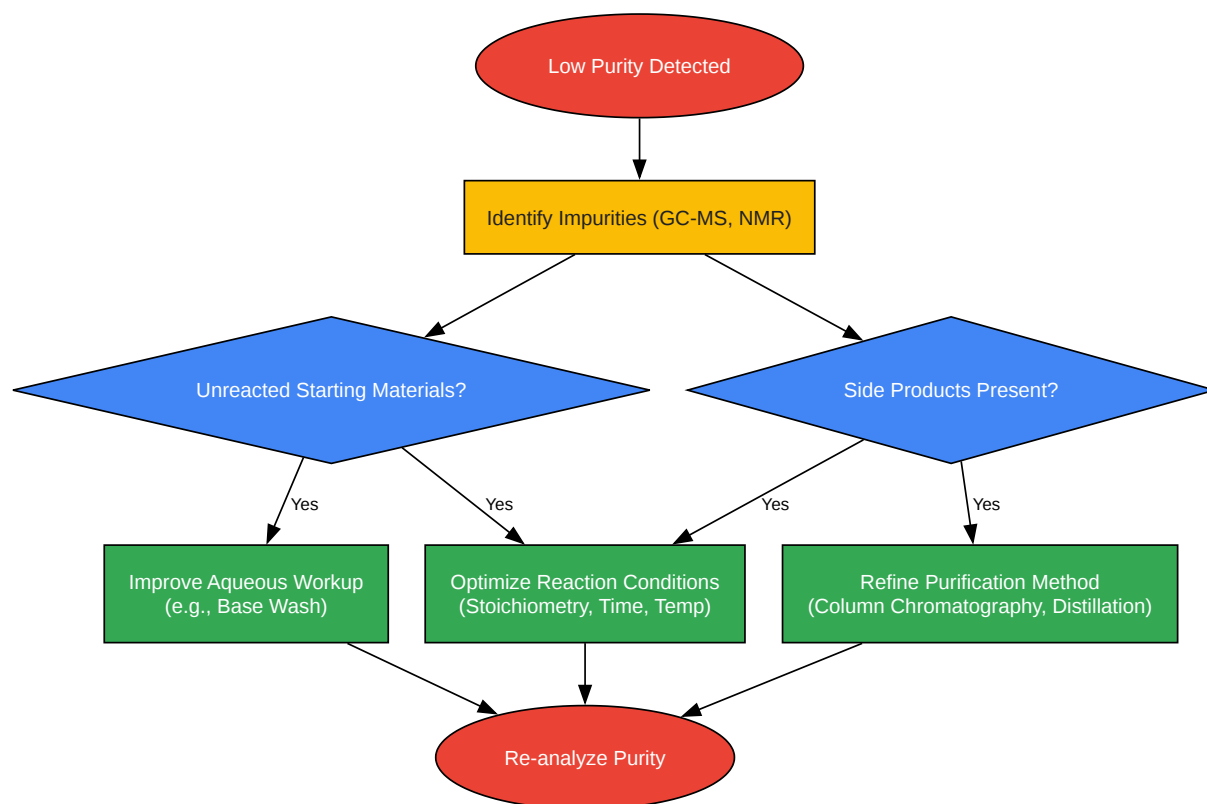 Low Purity Detected
Identify Impurities (GC-MS, NMR)
Unreacted Starting Materials?
Side Products Present?
Yes
Yes
Yes
Yes
Improve Aqueous Workup
(e.g., Base Wash)
Optimize Reaction Conditions
(Stoichiometry, Time, Temp)
Refine Purification Method
(Column Chromatography, Distillation)
Re-analyze Purity